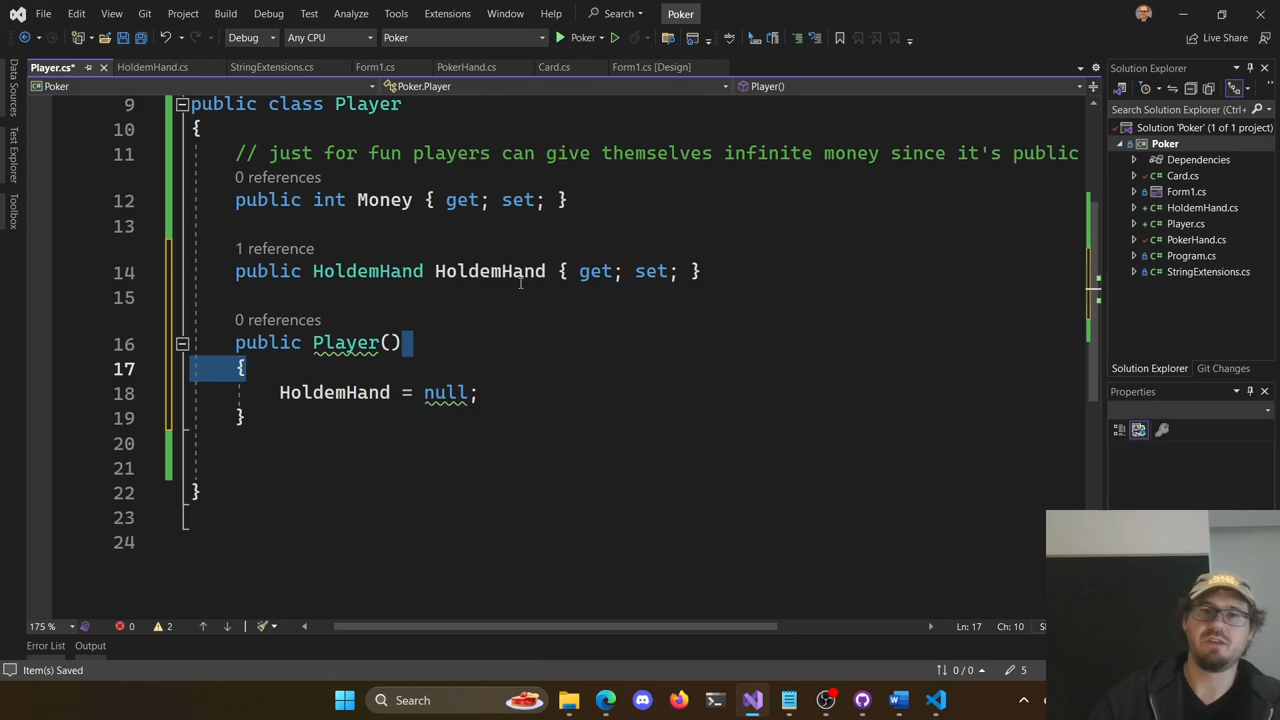 File Edit View Git Project Build Debug Test Analyze Tools Extensions Window Help Search Poker
Debug Any CPU Poker Poker Live Share
Data Sources
Test Explorer
Toolbox
Player.cs* HoldemHand.cs StringExtensions.cs Form1.cs PokerHand.cs Card.cs Form1.cs [Design]
Poker Poker.Player Player()
9 public class Player
10 {
11 // just for fun players can give themselves infinite money since it's public
0 references
12 public int Money { get; set; }
13
1 reference
14 public HoldemHand HoldemHand { get; set; }
15
0 references
16 public Player()
17 {
18 HoldemHand = null;
19 }
20
21
22 }
23
24
175 % 0 2 Ln: 17 Ch: 10
Error List Output
Item(s) Saved 0 / 0 5
Solution Explorer
Search Solution Explorer (Ctrl+
Solution 'Poker' (1 of 1 project)
Poker
Dependencies
Card.cs
Form1.cs
HoldemHand.cs
Player.cs
PokerHand.cs
Program.cs
StringExtensions.cs
Solution Explorer Git Changes
Properties
Search